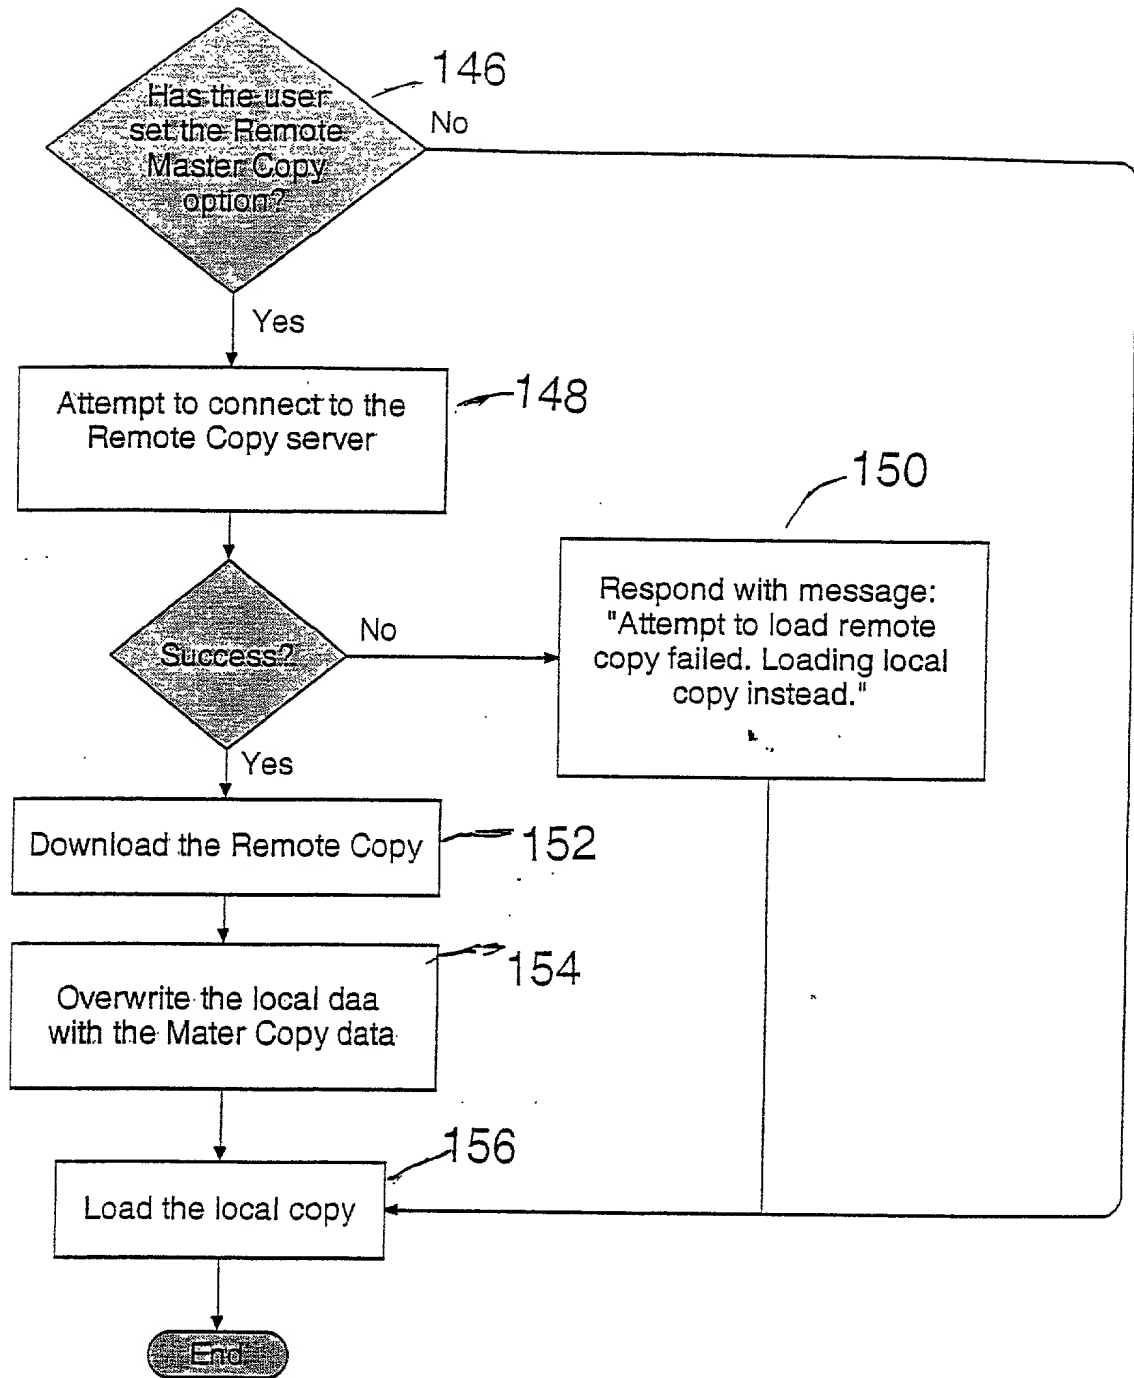 146
Has the user
set the Remote
Master Copy
option?
No
Yes
Attempt to connect to the
Remote Copy server
148
150
Respond with message:
"Attempt to load remote
copy failed. Loading local
copy instead."
Success?
No
Yes
Download the Remote Copy
152
154
Overwrite the local daa
with the Mater Copy data
156
Load the local copy
End